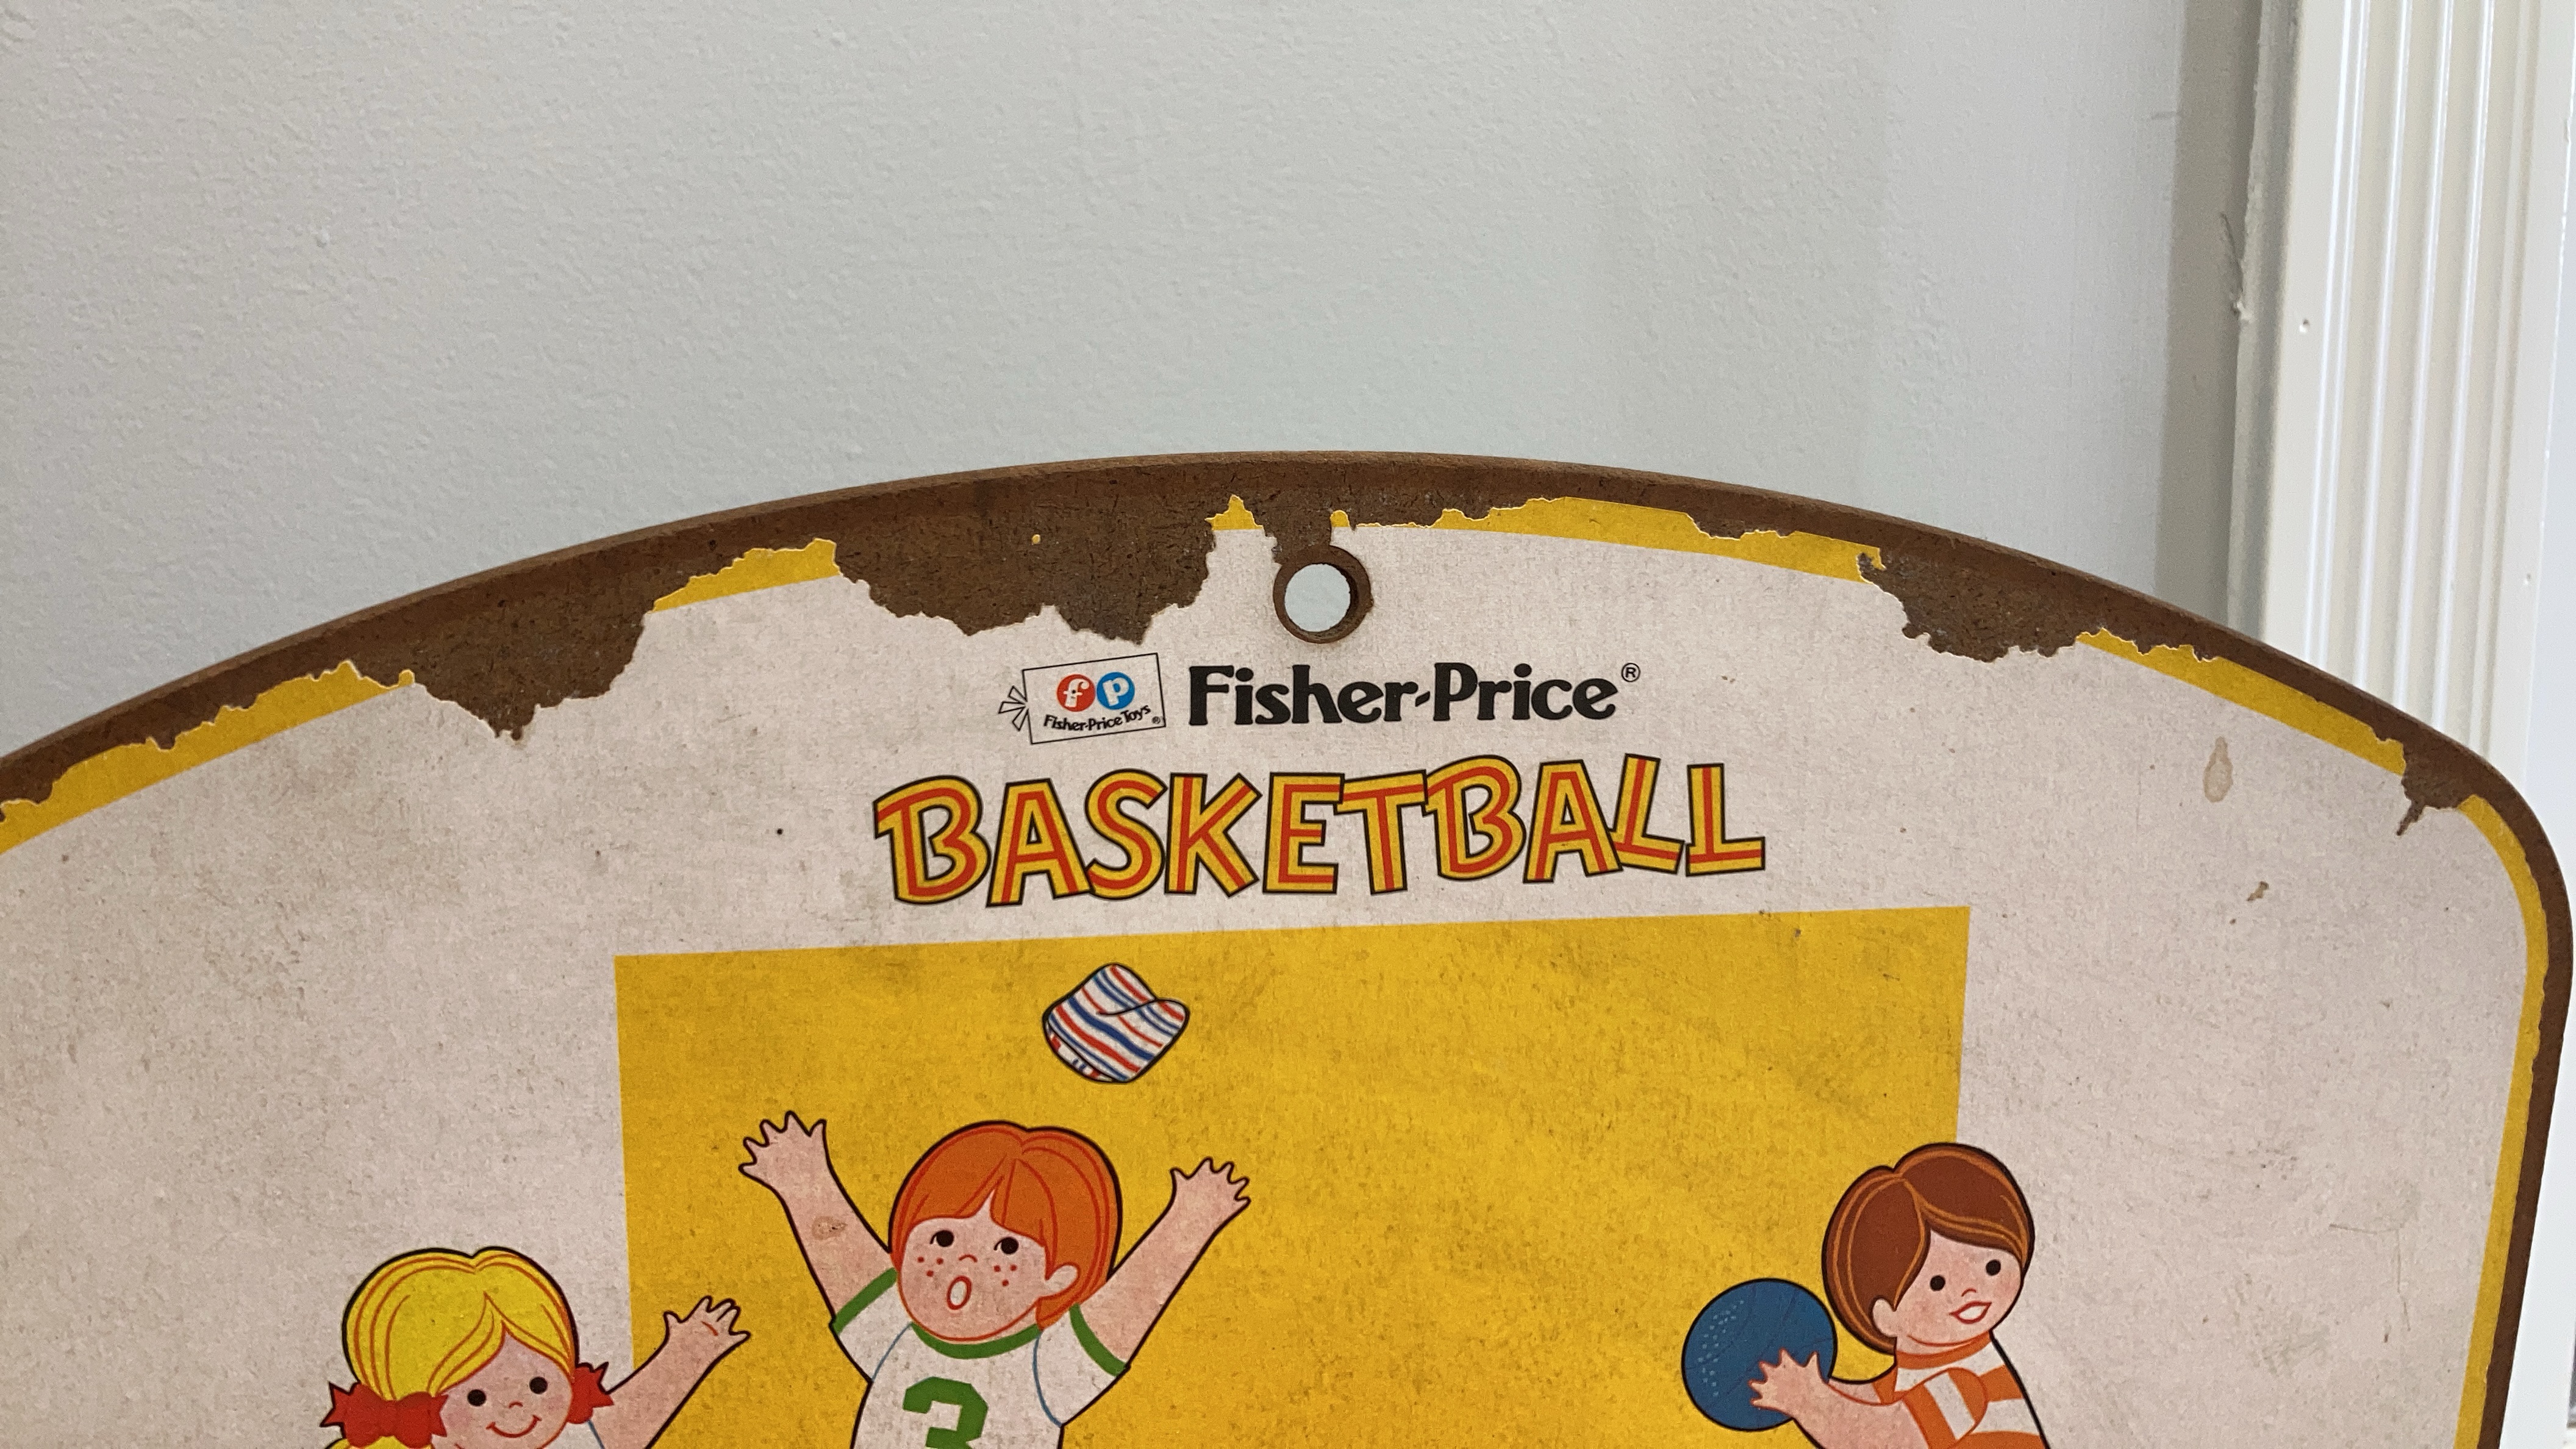 fp Fisher-Price®
Fisher-Price Toys®
BASKETBALL
3